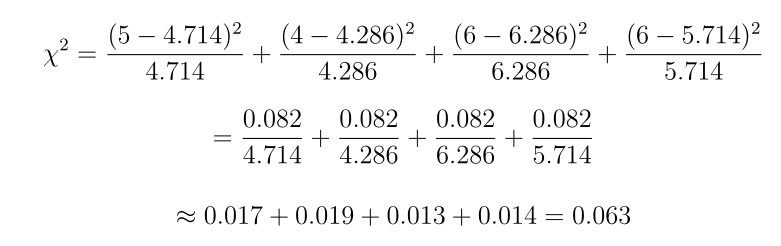 χ² = (5 − 4.714)²/4.714 + (4 − 4.286)²/4.286 + (6 − 6.286)²/6.286 + (6 − 5.714)²/5.714
= 0.082/4.714 + 0.082/4.286 + 0.082/6.286 + 0.082/5.714
≈ 0.017 + 0.019 + 0.013 + 0.014 = 0.063